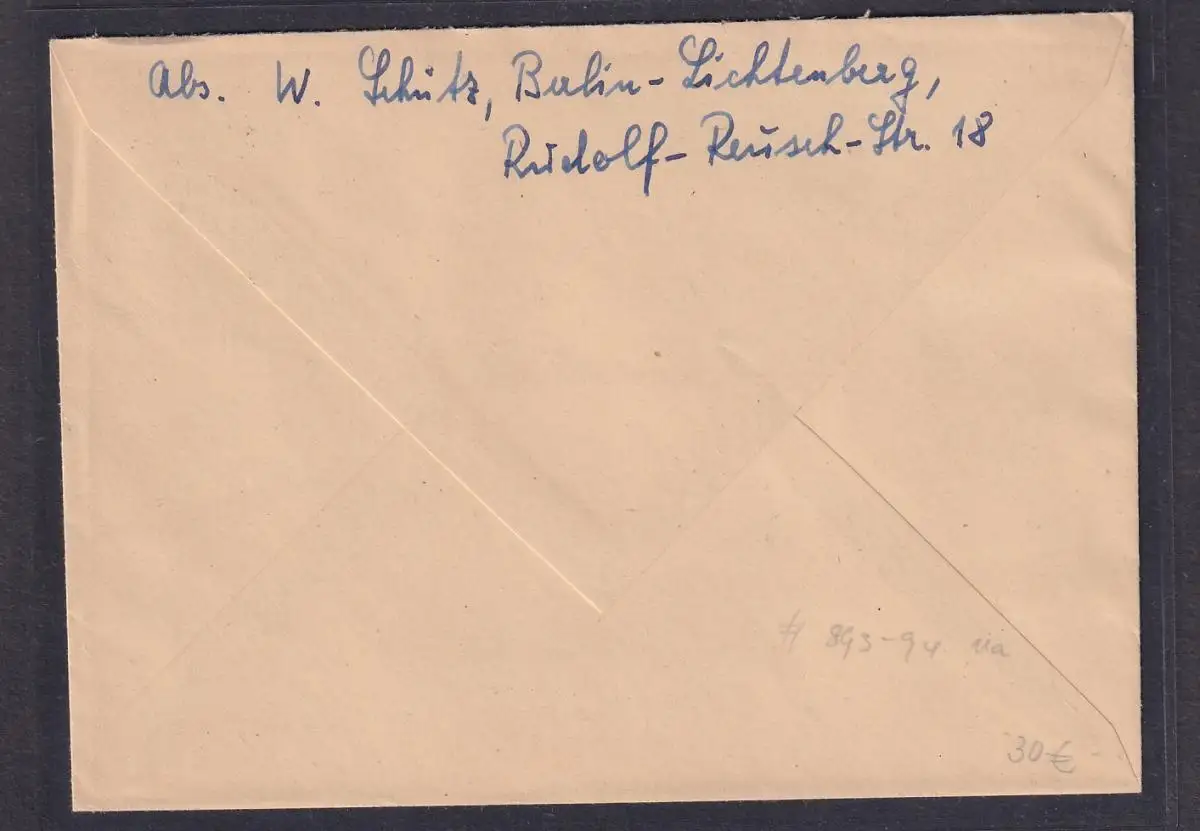 Abs. W. Schütz, Berlin-Lichtenberg,
Rudolf-Reusch-Str. 18
893-94
30€